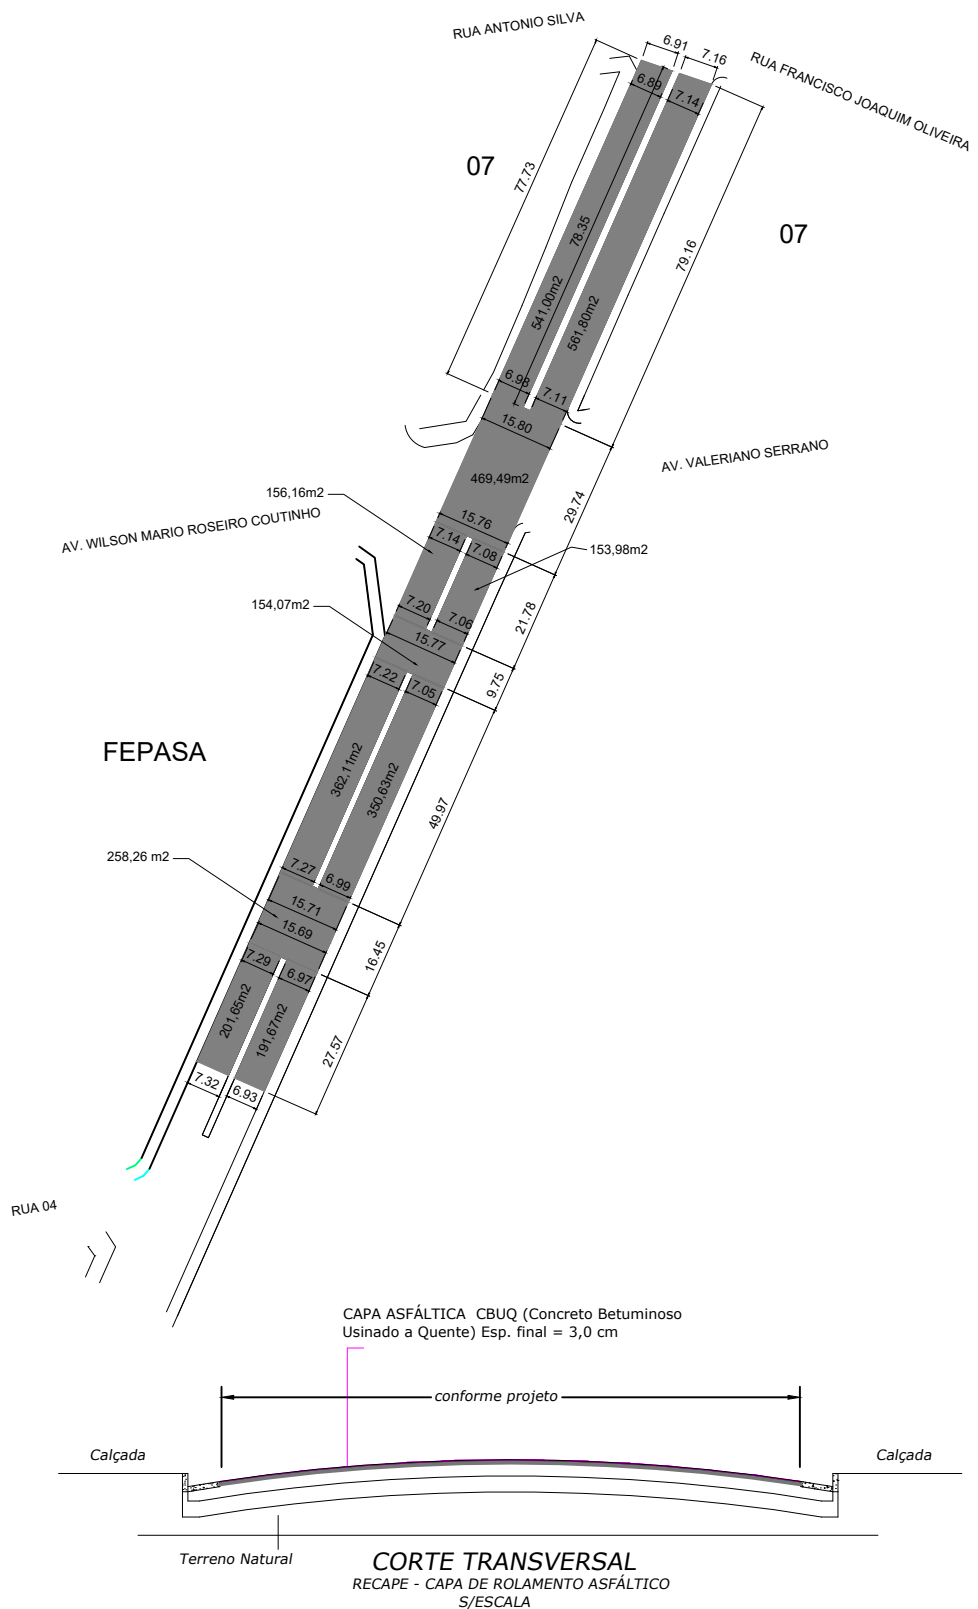 RUA ANTONIO SILVA
6.91
7.16
RUA FRANCISCO JOAQUIM OLIVEIRA
6.89
7.14
07
77.73
07
78.35
79.16
541,00m2
561,80m2
6.98
7.11
15.80
AV. VALERIANO SERRANO
469,49m2
156,16m2
29.74
15.76
AV. WILSON MARIO ROSEIRO COUTINHO
7.14
7.08
153,98m2
154,07m2
7.20
7.06
21.78
15.77
7.22
7.05
9.75
FEPASA
362,11m2
350,63m2
49.97
258,26 m2
7.27
6.99
15.71
15.69
16.45
7.29
6.97
201,65m2
191,67m2
27.57
7.32
6.93
RUA 04
CAPA ASFÁLTICA CBUQ (Concreto Betuminoso
Usinado a Quente) Esp. final = 3,0 cm
conforme projeto
Calçada
Calçada
Terreno Natural
CORTE TRANSVERSAL
RECAPE - CAPA DE ROLAMENTO ASFÁLTICO
S/ESCALA